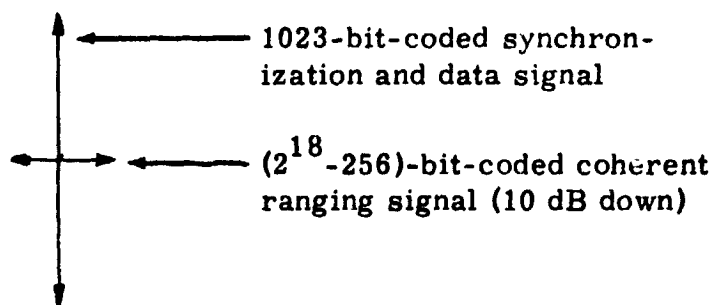 1023-bit-coded synchron-
ization and data signal
(2^18-256)-bit-coded coherent
ranging signal (10 dB down)